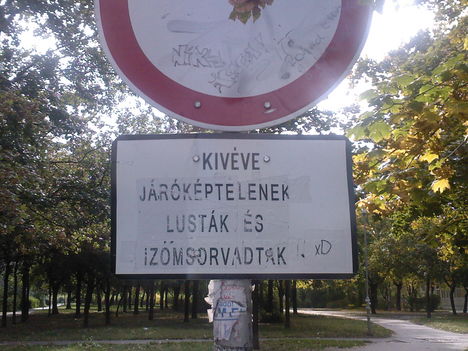 KIVÉVE
JÁRÓKÉPTELENEK
LUSTÁK ÉS
IZOMSORVADTAK
xD